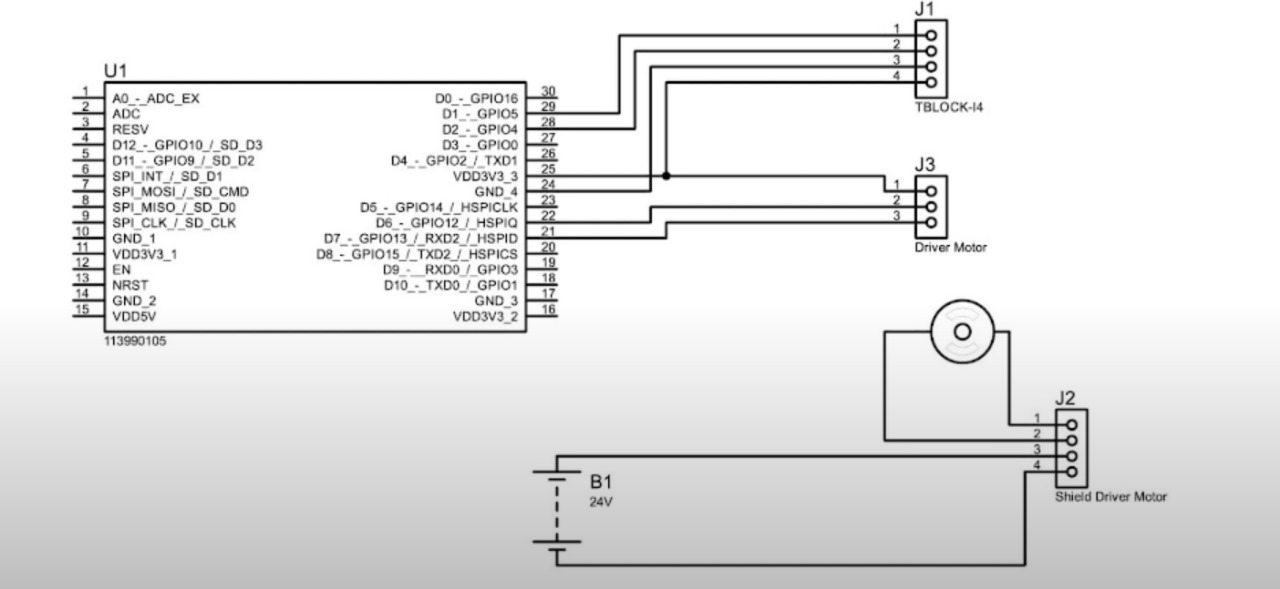 U1
1 A0_-_ADC_EX
2 ADC
3 RESV
4 D12_-_GPIO10_/_SD_D3
5 D11_-_GPIO9_/_SD_D2
6 SPI_INT_/_SD_D1
7 SPI_MOSI_/_SD_CMD
8 SPI_MISO_/_SD_D0
9 SPI_CLK_/_SD_CLK
10 GND_1
11 VDD3V3_1
12 EN
13 NRST
14 GND_2
15 VDD5V
D0_-_GPIO16 30
D1_-_GPIO5 29
D2_-_GPIO4 28
D3_-_GPIO0 27
D4_-_GPIO2_/_TXD1 26
VDD3V3_3 25
GND_4 24
D5_-_GPIO14_/_HSPICLK 23
D6_-_GPIO12_/_HSPIQ 22
D7_-_GPIO13_/_RXD2_/_HSPID 21
D8_-_GPIO15_/_TXD2_/_HSPICS 20
D9_-__RXD0_/_GPIO3 19
D10_-_TXD0_/_GPIO1 18
GND_3 17
VDD3V3_2 16
113990105
J1
1
2
3
4
TBLOCK-I4
J3
1
2
3
Driver Motor
J2
1
2
3
4
Shield Driver Motor
B1
24V